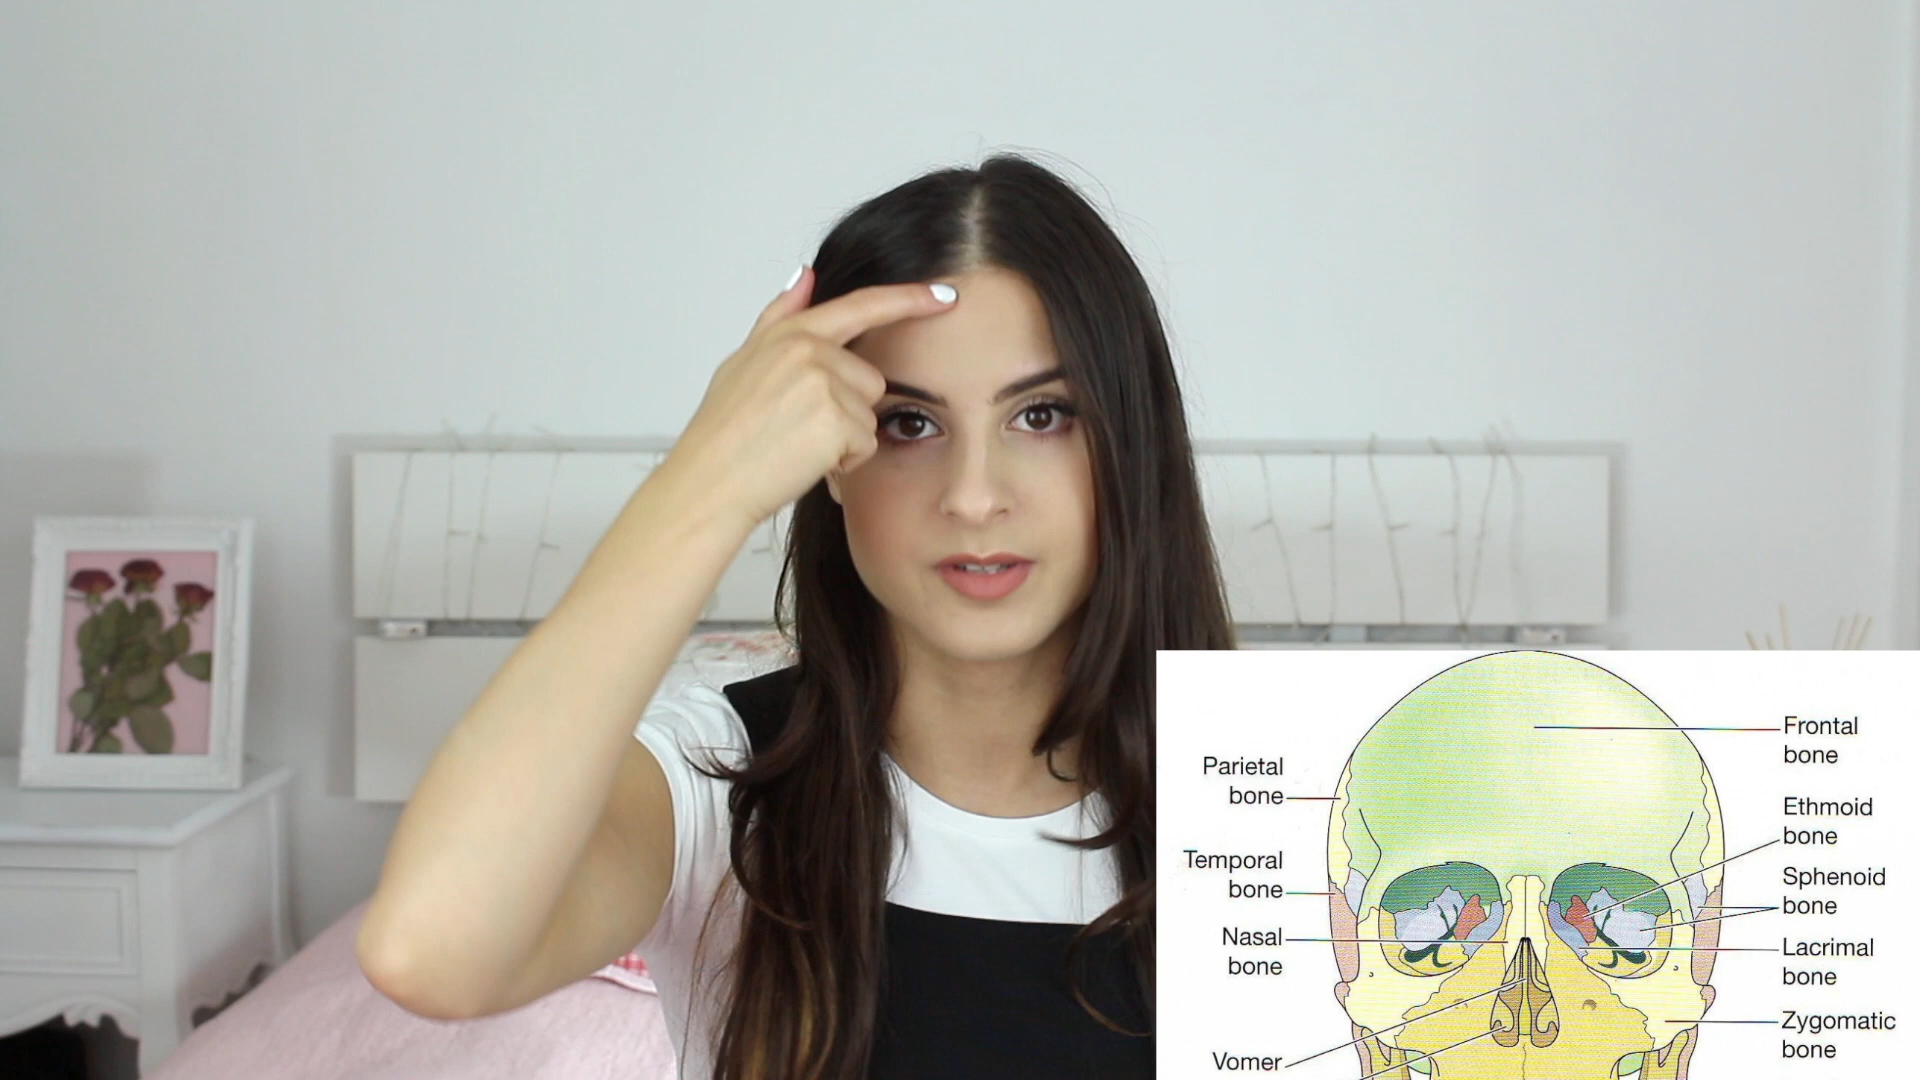 Parietal
bone
Temporal
bone
Nasal
bone
Vomer
Frontal
bone
Ethmoid
bone
Sphenoid
bone
Lacrimal
bone
Zygomatic
bone